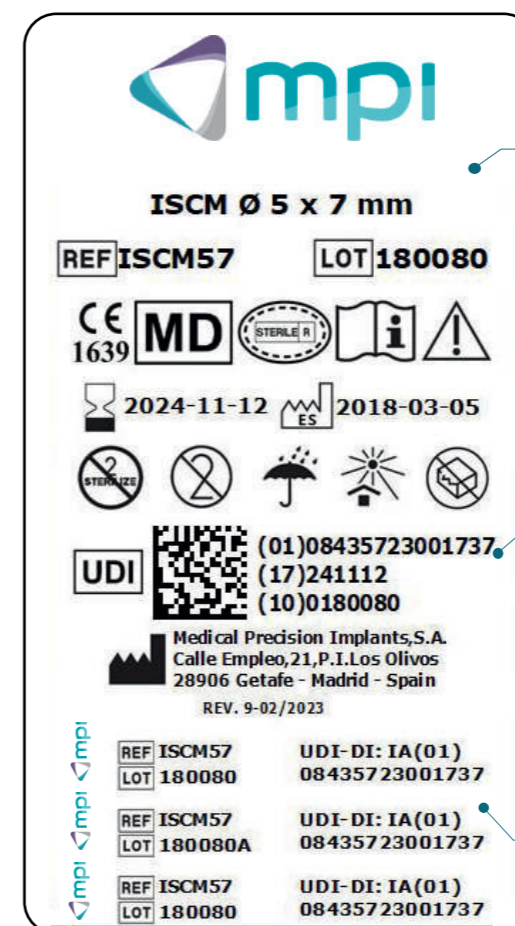 mpi
ISCM Ø 5 x 7 mm
REF ISCM57 LOT 180080
CE 1639 MD STERILE R i
2024-11-12 ES 2018-03-05
2 STERILIZE 2
UDI (01)08435723001737
(17)241112
(10)0180080
Medical Precision Implants,S.A.
Calle Empleo,21,P.I.Los Olivos
28906 Getafe - Madrid - Spain
REV. 9-02/2023
mpi REF ISCM57 UDI-DI: IA(01)
LOT 180080 08435723001737
mpi REF ISCM57 UDI-DI: IA(01)
LOT 180080A 08435723001737
mpi REF ISCM57 UDI-DI: IA(01)
LOT 180080 08435723001737